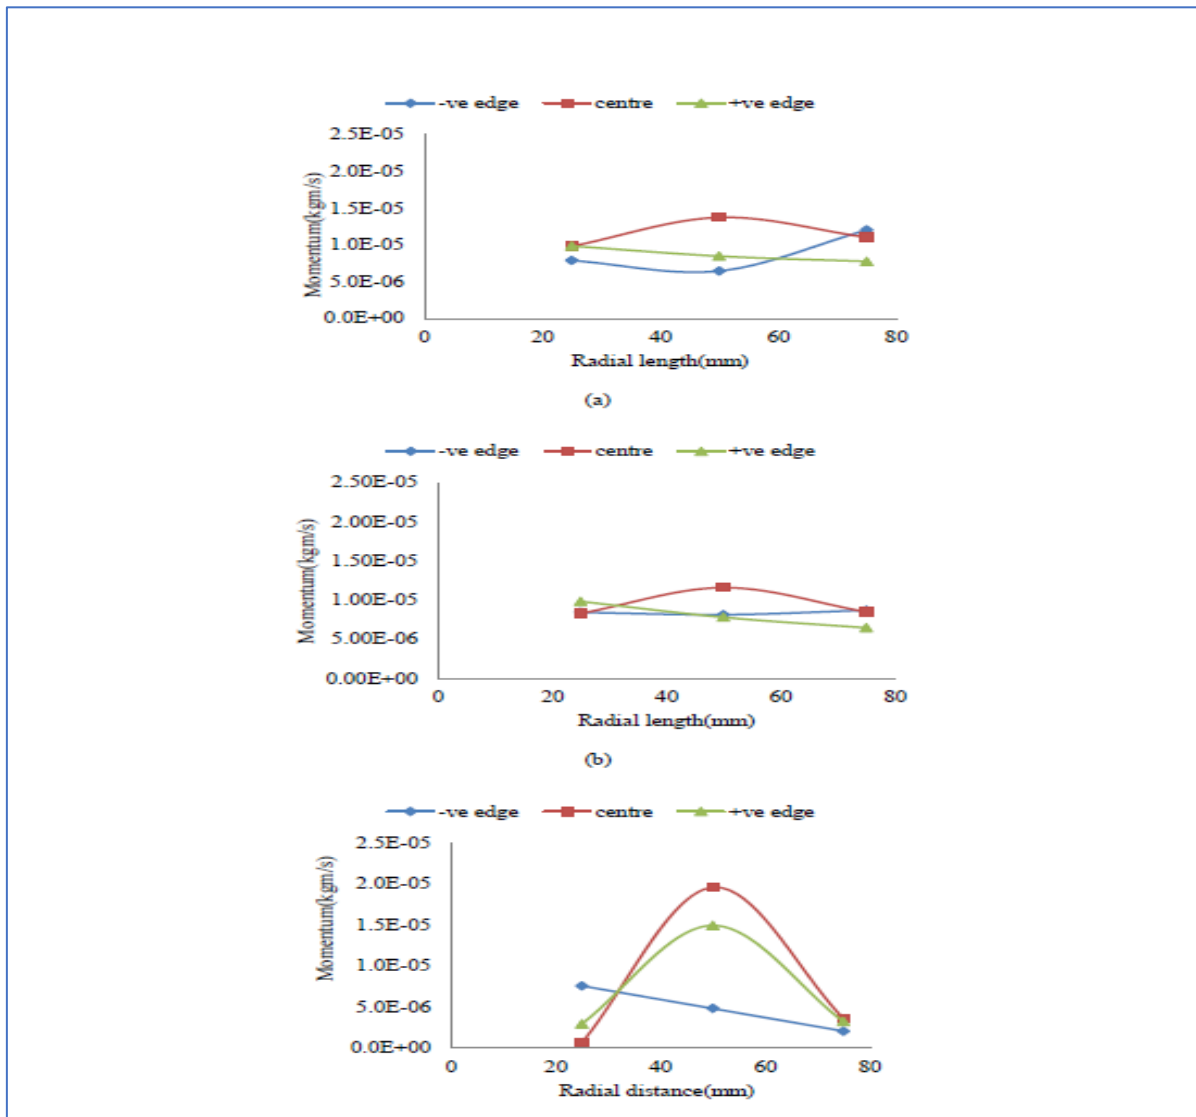 -ve edge centre +ve edge
2.5E-05
2.0E-05
1.5E-05
1.0E-05
5.0E-06
0.0E+00
Momentum(kgm/s)
0 20 40 60 80
Radial length(mm)
(a)
-ve edge centre +ve edge
2.50E-05
2.00E-05
1.50E-05
1.00E-05
5.00E-06
0.00E+00
Momentum(kgm/s)
0 20 40 60 80
Radial length(mm)
(b)
-ve edge centre +ve edge
2.5E-05
2.0E-05
1.5E-05
1.0E-05
5.0E-06
0.0E+00
Momentum(kgm/s)
0 20 40 60 80
Radial distance(mm)